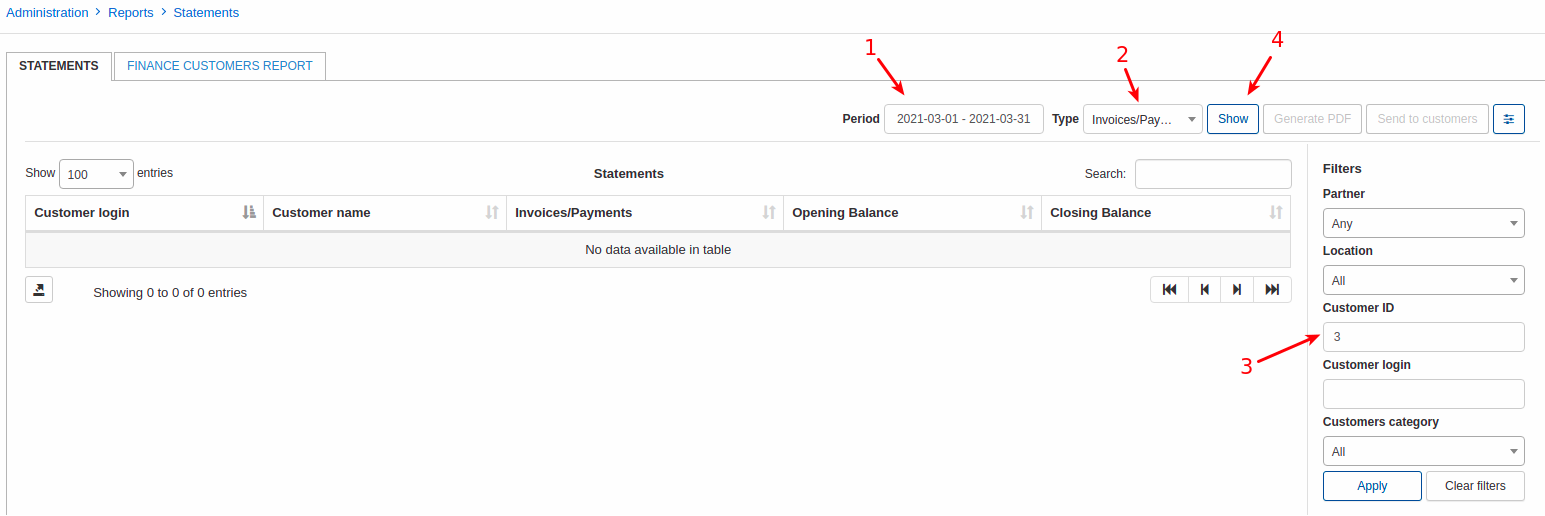 Administration > Reports > Statements
1
4
2
STATEMENTS FINANCE CUSTOMERS REPORT
Period 2021-03-01 - 2021-03-31 Type Invoices/Pay... Show Generate PDF Send to customers
Show 100 entries Statements Search:
Customer login Customer name Invoices/Payments Opening Balance Closing Balance
No data available in table
Showing 0 to 0 of 0 entries
Filters
Partner
Any
Location
All
Customer ID
3
3
Customer login
Customers category
All
Apply Clear filters